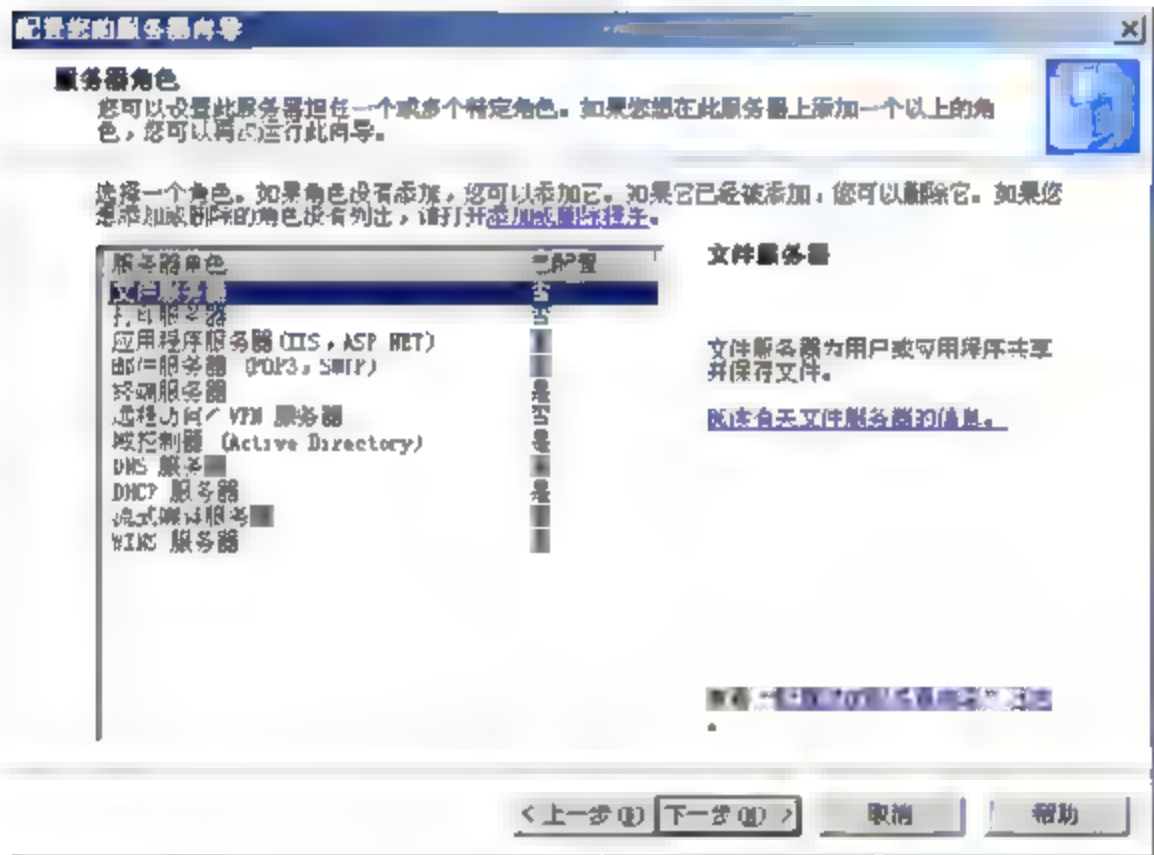 配置您的服务器向导
服务器角色
您可以设置此服务器担任一个或多个特定角色。如果您想在此服务器上添加一个以上的角
色，您可以再次运行此向导。
选择一个角色。如果角色没有添加，您可以添加它。如果它已经被添加，您可以删除它。如果您
想添加或删除的角色没有列出，请打开添加或删除程序。
服务器角色 已配置
文件服务器 否
打印服务器 否
应用程序服务器 (IIS，ASP.NET)
邮件服务器 (POP3，SMTP)
终端服务器 是
远程访问／VPN 服务器 否
域控制器 (Active Directory) 是
DNS 服务器
DHCP 服务器 是
流式媒体服务器
WINS 服务器
文件服务器
文件服务器为用户或应用程序共享
并保存文件。
阅读有关文件服务器的信息。
<上一步(B) 下一步(N) > 取消 帮助